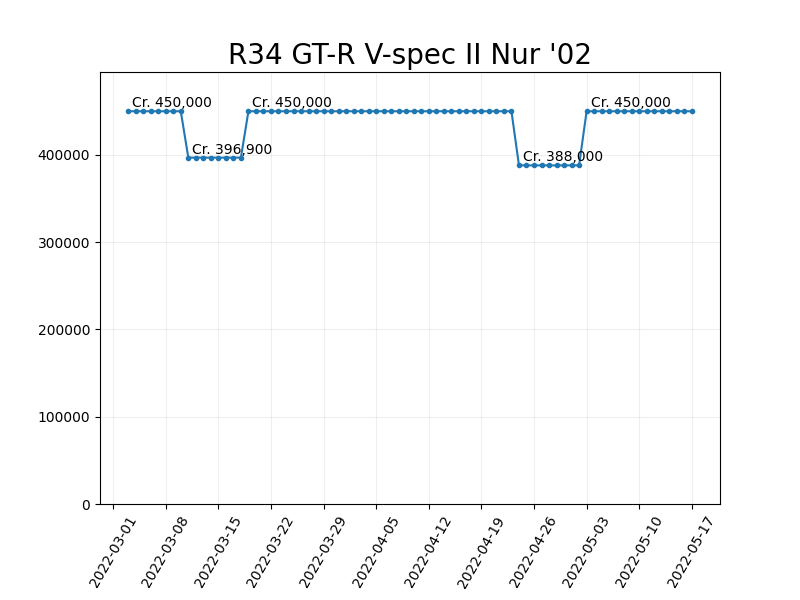 R34 GT-R V-spec II Nur '02
Cr. 450,000
Cr. 450,000
Cr. 450,000
Cr. 396,900
Cr. 388,000
400000
300000
200000
100000
0
2022-03-01
2022-03-08
2022-03-15
2022-03-22
2022-03-29
2022-04-05
2022-04-12
2022-04-19
2022-04-26
2022-05-03
2022-05-10
2022-05-17